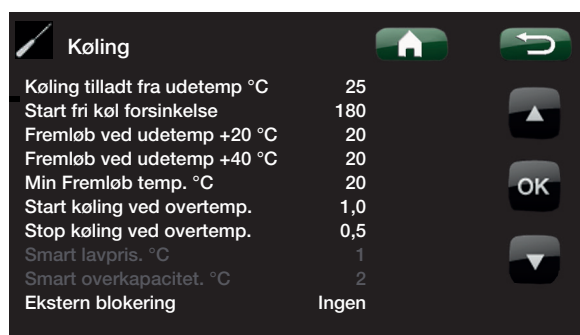 Køling
Køling tilladt fra udetemp °C 25
Start fri køl forsinkelse 180
Fremløb ved udetemp +20 °C 20
Fremløb ved udetemp +40 °C 20
Min Fremløb temp. °C 20
Start køling ved overtemp. 1,0
Stop køling ved overtemp. 0,5
Smart lavpris. °C 1
Smart overkapacitet. °C 2
Ekstern blokering Ingen
OK